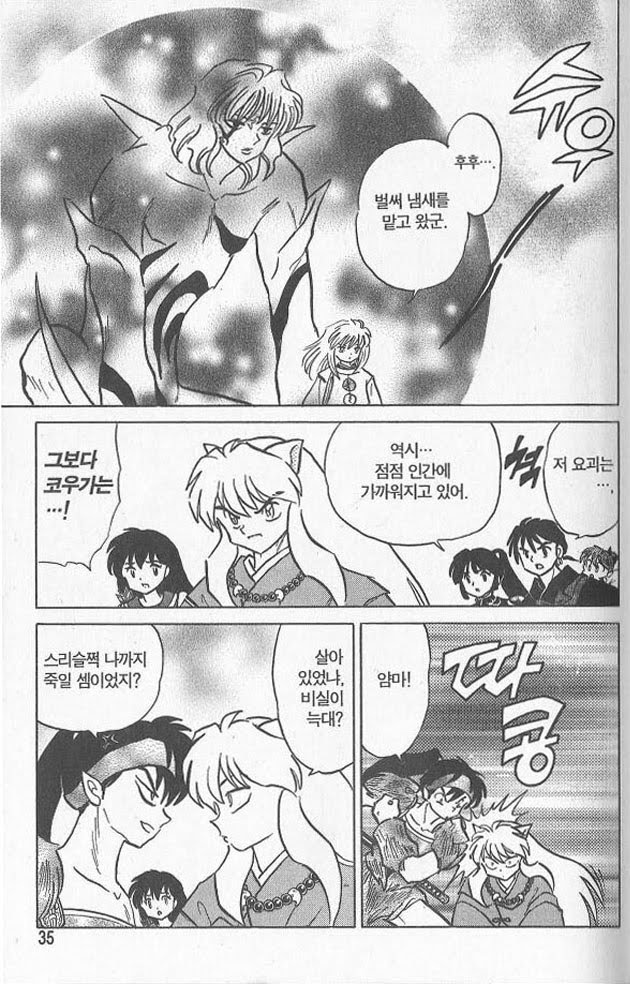 슈우
후후….
벌써 냄새를
맡고 왔군.
저 요괴는
…,
역시…
점점 인간에
가까워지고 있어.
그보다
코우가는
…!
따콩
얌마!
살아
있었냐,
비실이
늑대?
스리슬쩍 나까지
죽일 셈이었지?
35